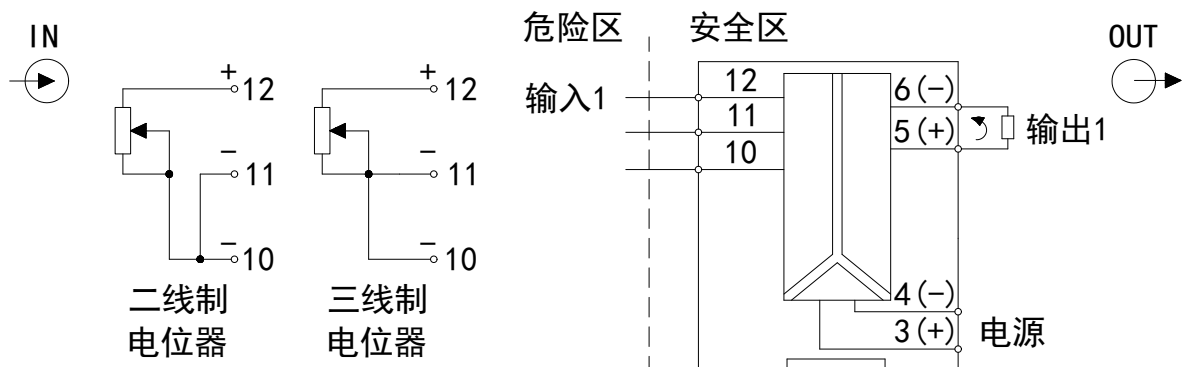 IN
+ 12
- 11
- 10
二线制
电位器
+ 12
- 11
- 10
三线制
电位器
危险区
安全区
输入1
12
11
10
6(-)
5(+)
输出1
4(-)
3(+)
电源
OUT